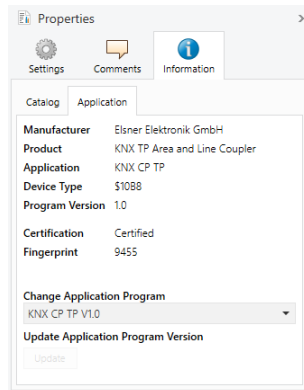 Properties
Settings Comments Information
Catalog Application
Manufacturer Elsner Elektronik GmbH
Product KNX TP Area and Line Coupler
Application KNX CP TP
Device Type $10B8
Program Version 1.0
Certification Certified
Fingerprint 9455
Change Application Program
KNX CP TP V1.0
Update Application Program Version
Update